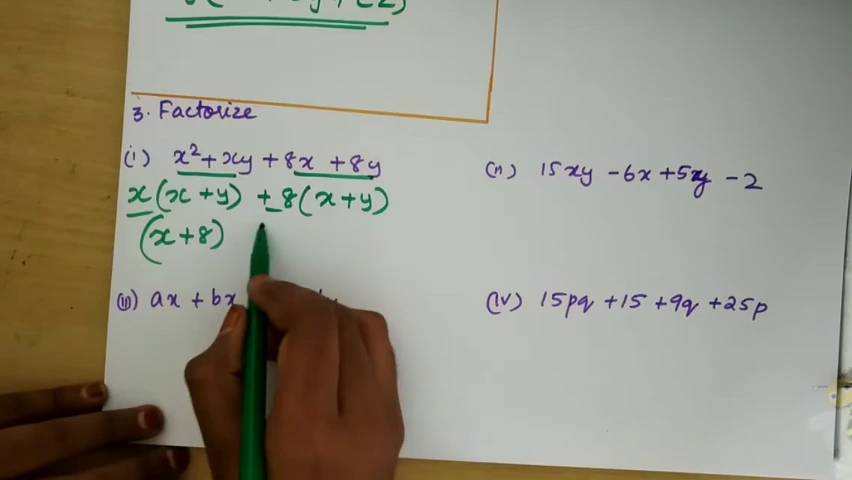 3. Factorize
(i) x² + xy + 8x + 8y
x(x + y) + 8(x + y)
(x + 8)
(ii) 15xy - 6x + 5y - 2
(iii) ax + bx
(iv) 15pq + 15 + 9q + 25p